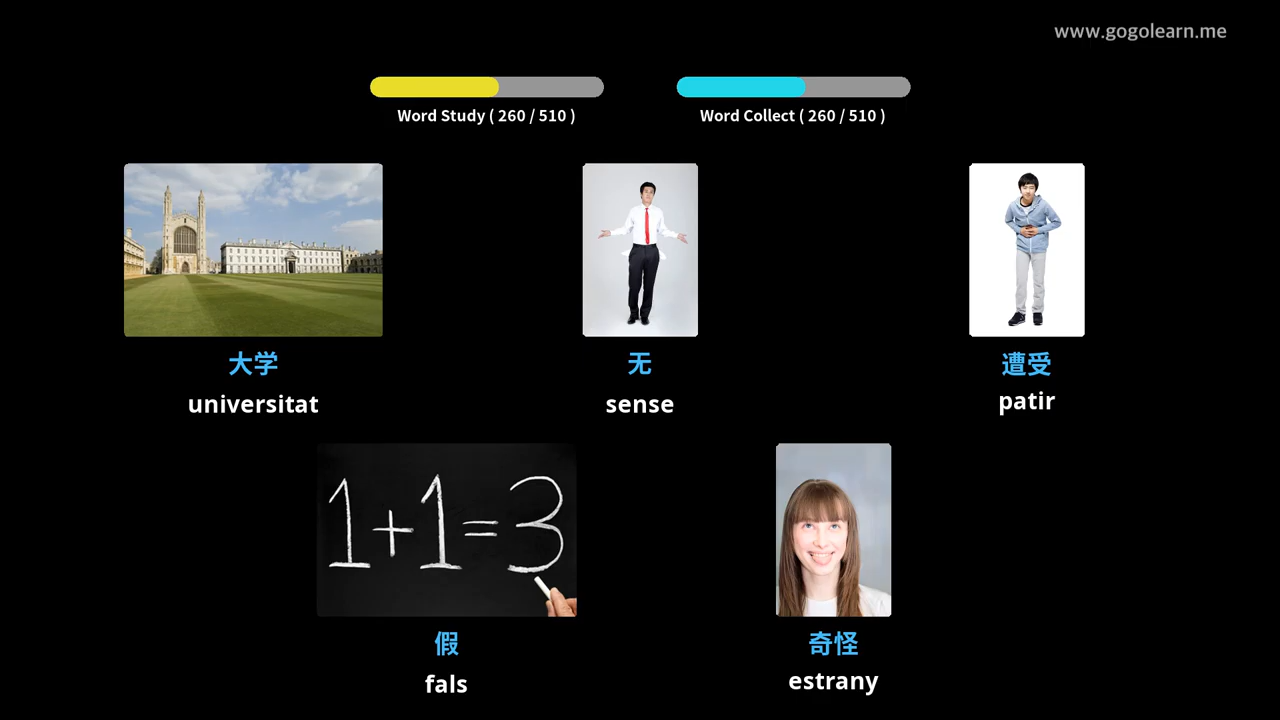 www.gogolearn.me
Word Study ( 260 / 510 )
Word Collect ( 260 / 510 )
大学
universitat
无
sense
遭受
patir
1+1=3
假
fals
奇怪
estrany